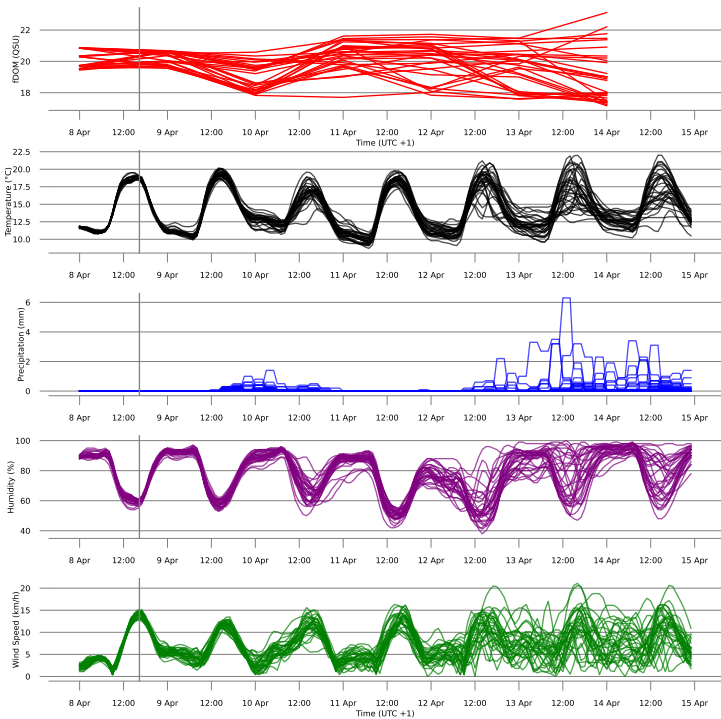 fDOM (QSU)
22
20
18
8 Apr 12:00 9 Apr 12:00 10 Apr 12:00 11 Apr 12:00 12 Apr 12:00 13 Apr 12:00 14 Apr 12:00 15 Apr
Time (UTC +1)
Temperature (°C)
22.5
20.0
17.5
15.0
12.5
10.0
8 Apr 12:00 9 Apr 12:00 10 Apr 12:00 11 Apr 12:00 12 Apr 12:00 13 Apr 12:00 14 Apr 12:00 15 Apr
Precipitation (mm)
6
4
2
0
8 Apr 12:00 9 Apr 12:00 10 Apr 12:00 11 Apr 12:00 12 Apr 12:00 13 Apr 12:00 14 Apr 12:00 15 Apr
Humidity (%)
100
80
60
40
8 Apr 12:00 9 Apr 12:00 10 Apr 12:00 11 Apr 12:00 12 Apr 12:00 13 Apr 12:00 14 Apr 12:00 15 Apr
Wind Speed (km/h)
20
15
10
5
0
8 Apr 12:00 9 Apr 12:00 10 Apr 12:00 11 Apr 12:00 12 Apr 12:00 13 Apr 12:00 14 Apr 12:00 15 Apr
Time (UTC +1)